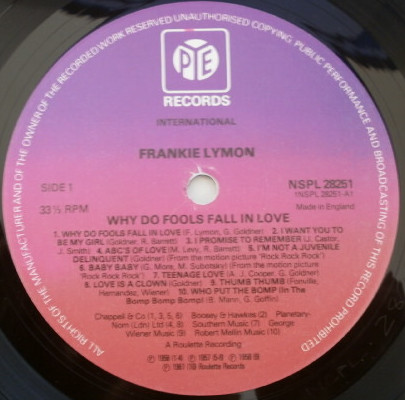 ALL RIGHTS OF THE MANUFACTURER AND OF THE OWNER OF THE RECORDED WORK RESERVED UNAUTHORISED COPYING, PUBLIC PERFORMANCE AND BROADCASTING OF THIS RECORD PROHIBITED
PYE
RECORDS
INTERNATIONAL
FRANKIE LYMON
SIDE 1
NSPL 28251
(NSPL 28251-A)
33⅓ RPM
Made in England
WHY DO FOOLS FALL IN LOVE
1. WHY DO FOOLS FALL IN LOVE (F. Lymon, G. Goldner) 2. I WANT YOU TO
BE MY GIRL (Goldner, R. Barrett) 3. I PROMISE TO REMEMBER (J. Castor,
J. Smith) 4. A,B,C'S OF LOVE (M. Levy, R. Barrett) 5. I'M NOT A JUVENILE
DELINQUENT (Goldner) (From the motion picture 'Rock Rock Rock')
6. BABY BABY (G. More, M. Subotsky) (From the motion picture
'Rock Rock Rock') 7. TEENAGE LOVE (A. J. Cooper, G. Goldner)
8. LOVE IS A CLOWN (Goldner) 9. THUMB THUMB (Fonville,
Hernandez, Wiener) 10. WHO PUT THE BOMP (In The
Bomp Bomp Bomp) (B. Mann, G. Goffin)
Chappell & Co (1, 3, 5, 6) Boosey & Hawkes (2) Planetary-
Nom (Ldn) Ltd (4, 8) Southern Music (7) George
Wiener Music (9) Robert Mellin Music (10)
A Roulette Recording